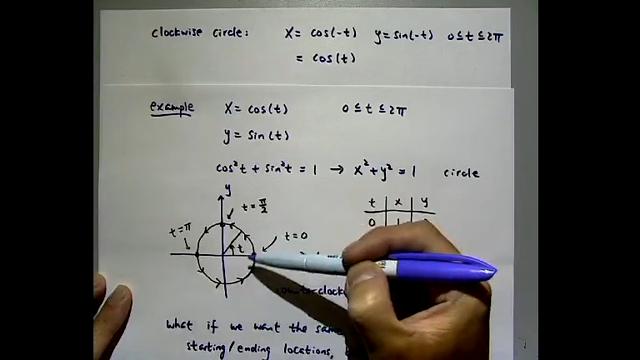 clockwise circle: x = cos(-t) y = sin(-t) 0 ≤ t ≤ 2π
= cos(t)
example x = cos(t) 0 ≤ t ≤ 2π
y = sin(t)
cos²t + sin²t = 1 → x² + y² = 1 circle
y
t = π/2
t = π
t = 0
t
t x y
0 1
What if we want the same
starting/ending locations,